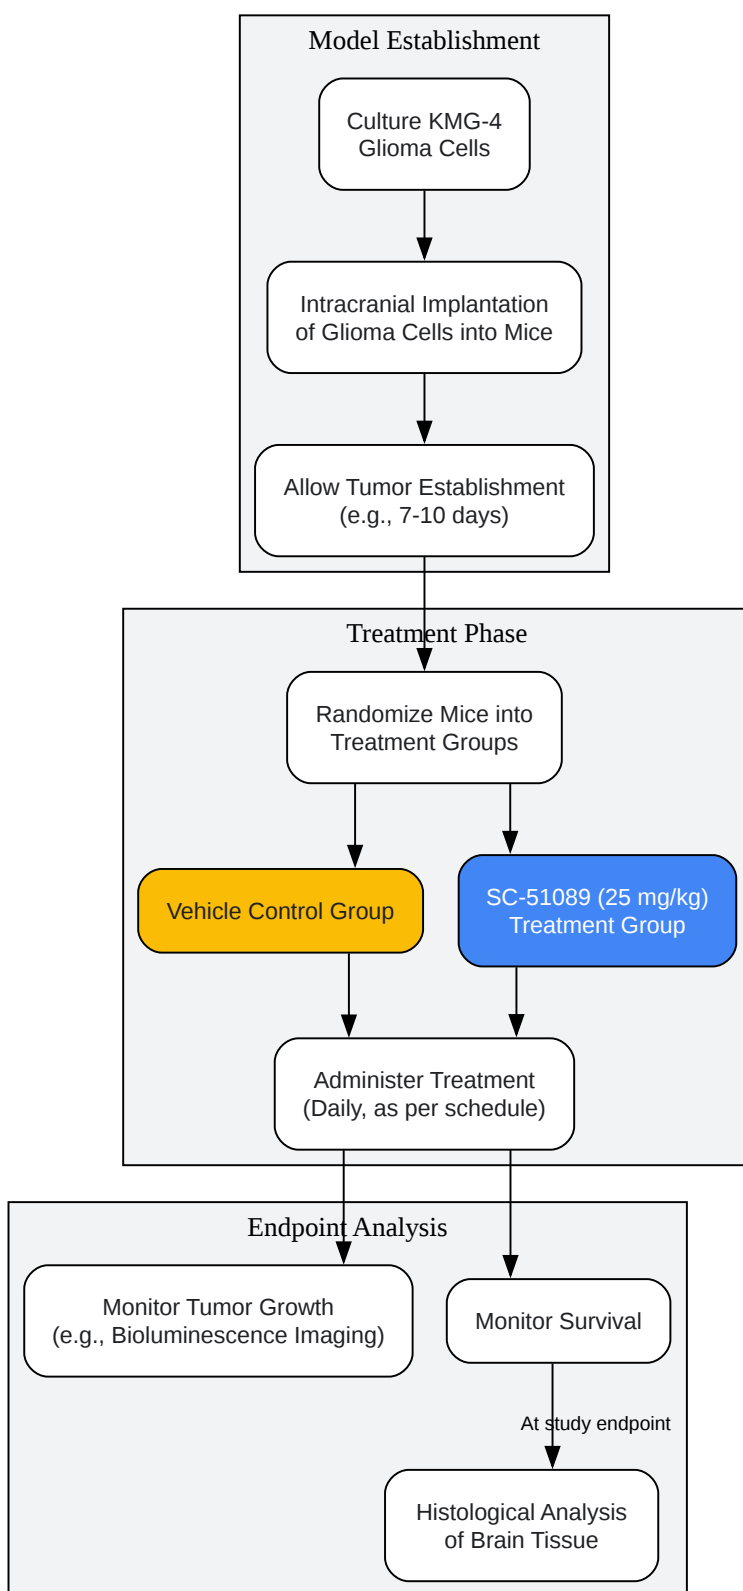 Model Establishment
Culture KMG-4
Glioma Cells
Intracranial Implantation
of Glioma Cells into Mice
Allow Tumor Establishment
(e.g., 7-10 days)
Treatment Phase
Randomize Mice into
Treatment Groups
Vehicle Control Group
SC-51089 (25 mg/kg)
Treatment Group
Administer Treatment
(Daily, as per schedule)
Endpoint Analysis
Monitor Tumor Growth
(e.g., Bioluminescence Imaging)
Monitor Survival
At study endpoint
Histological Analysis
of Brain Tissue